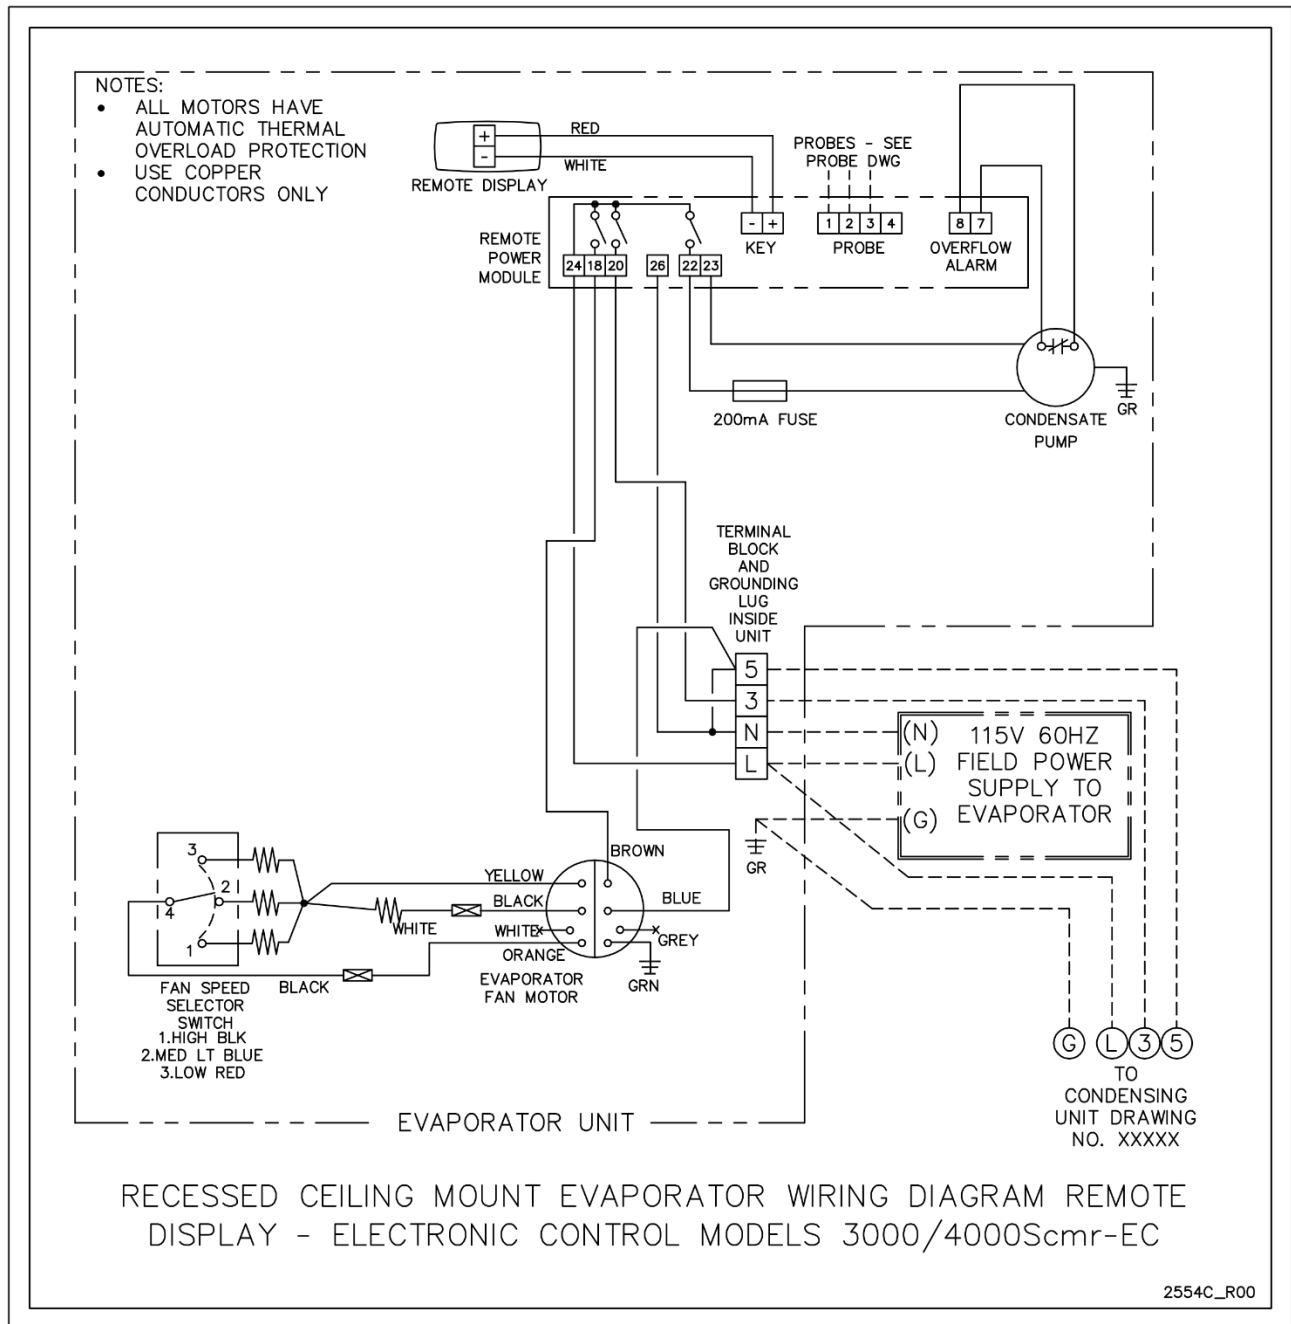 NOTES:
• ALL MOTORS HAVE
AUTOMATIC THERMAL
OVERLOAD PROTECTION
• USE COPPER
CONDUCTORS ONLY
+
-
REMOTE DISPLAY
RED
WHITE
PROBES - SEE
PROBE DWG
REMOTE
POWER
MODULE
- +
KEY
1 2 3 4
PROBE
8 7
OVERFLOW
ALARM
24 18 20 26 22 23
200mA FUSE
CONDENSATE
PUMP
GR
TERMINAL
BLOCK
AND
GROUNDING
LUG
INSIDE
UNIT
5
3
N
L
(N)
(L)
(G)
115V 60HZ
FIELD POWER
SUPPLY TO
EVAPORATOR
GR
3
2
4
1
FAN SPEED
SELECTOR
SWITCH
1.HIGH BLK
2.MED LT BLUE
3.LOW RED
BLACK
WHITE
YELLOW
BLACK
WHITE
ORANGE
BROWN
BLUE
GREY
GRN
EVAPORATOR
FAN MOTOR
G L 3 5
TO
CONDENSING
UNIT DRAWING
NO. XXXXX
EVAPORATOR UNIT
RECESSED CEILING MOUNT EVAPORATOR WIRING DIAGRAM REMOTE
DISPLAY - ELECTRONIC CONTROL MODELS 3000/4000Scmr-EC
2554C_R00